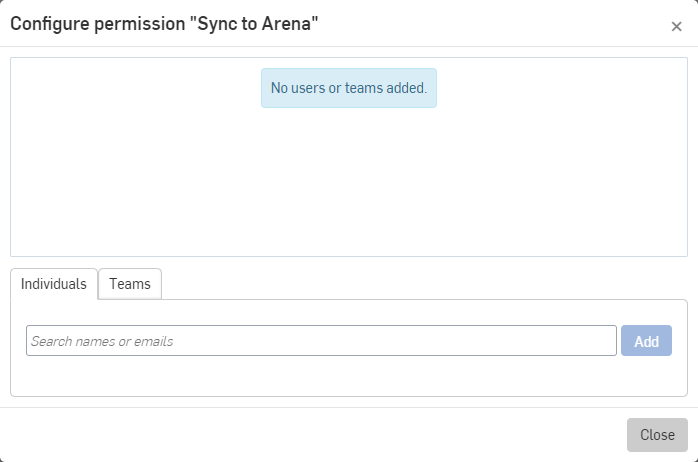 Configure permission "Sync to Arena"
×
No users or teams added.
Individuals
Teams
Search names or emails
Add
Close